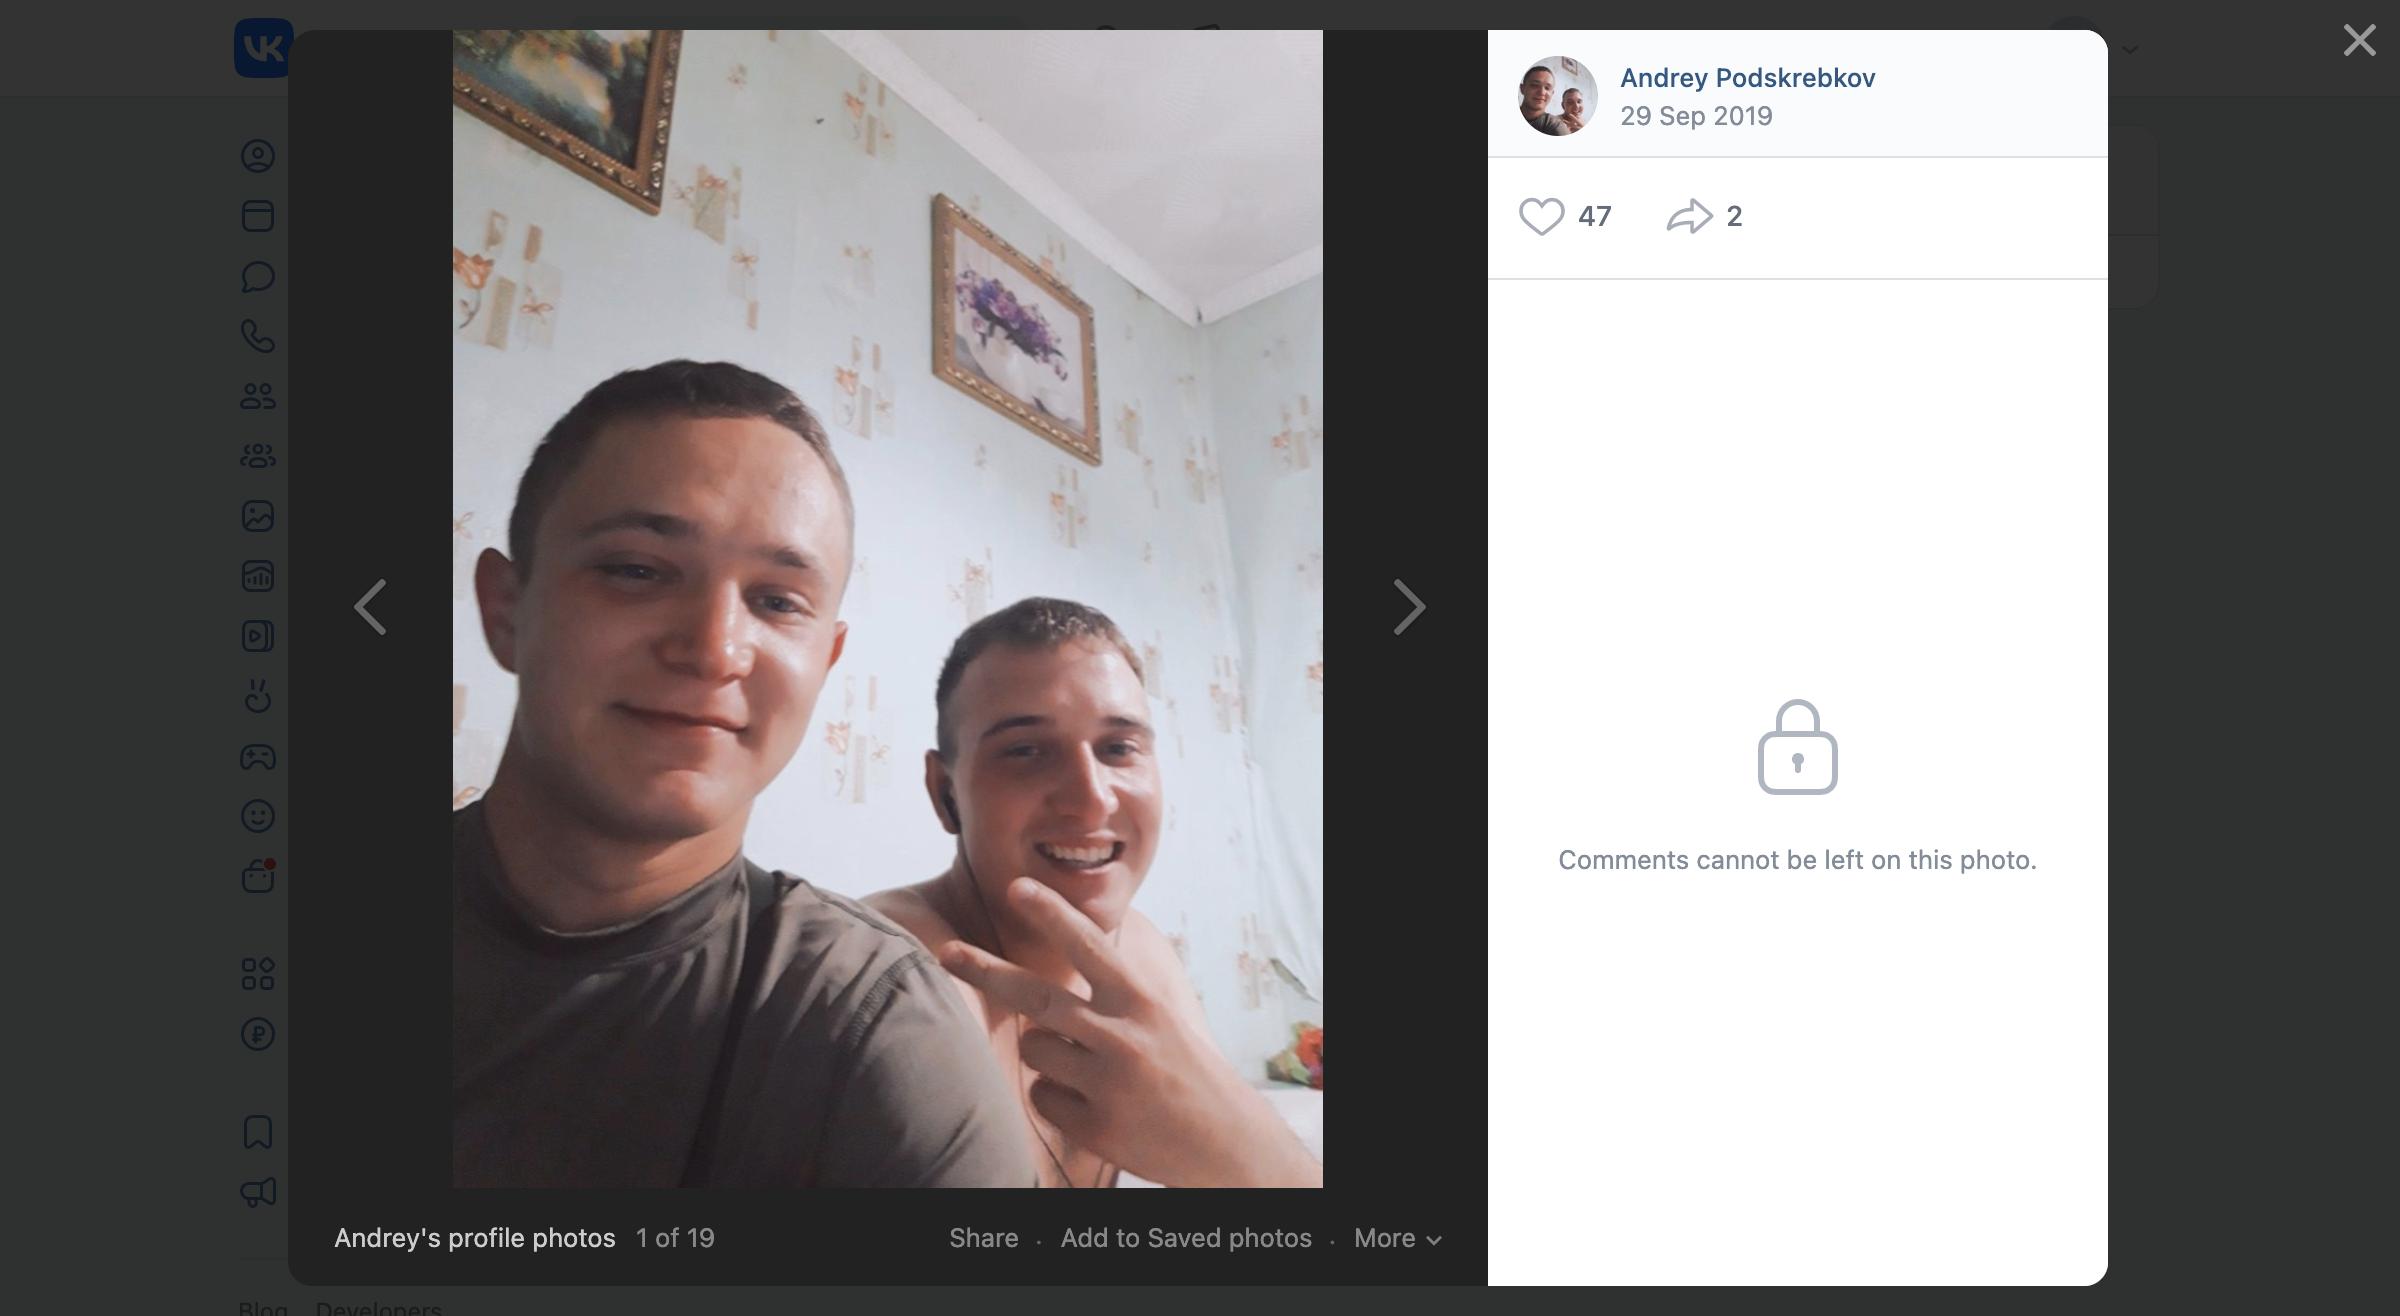 VK
Andrey Podskrebkov
29 Sep 2019
47 2
Comments cannot be left on this photo.
Andrey's profile photos 1 of 19
Share · Add to Saved photos · More
Blog Developers